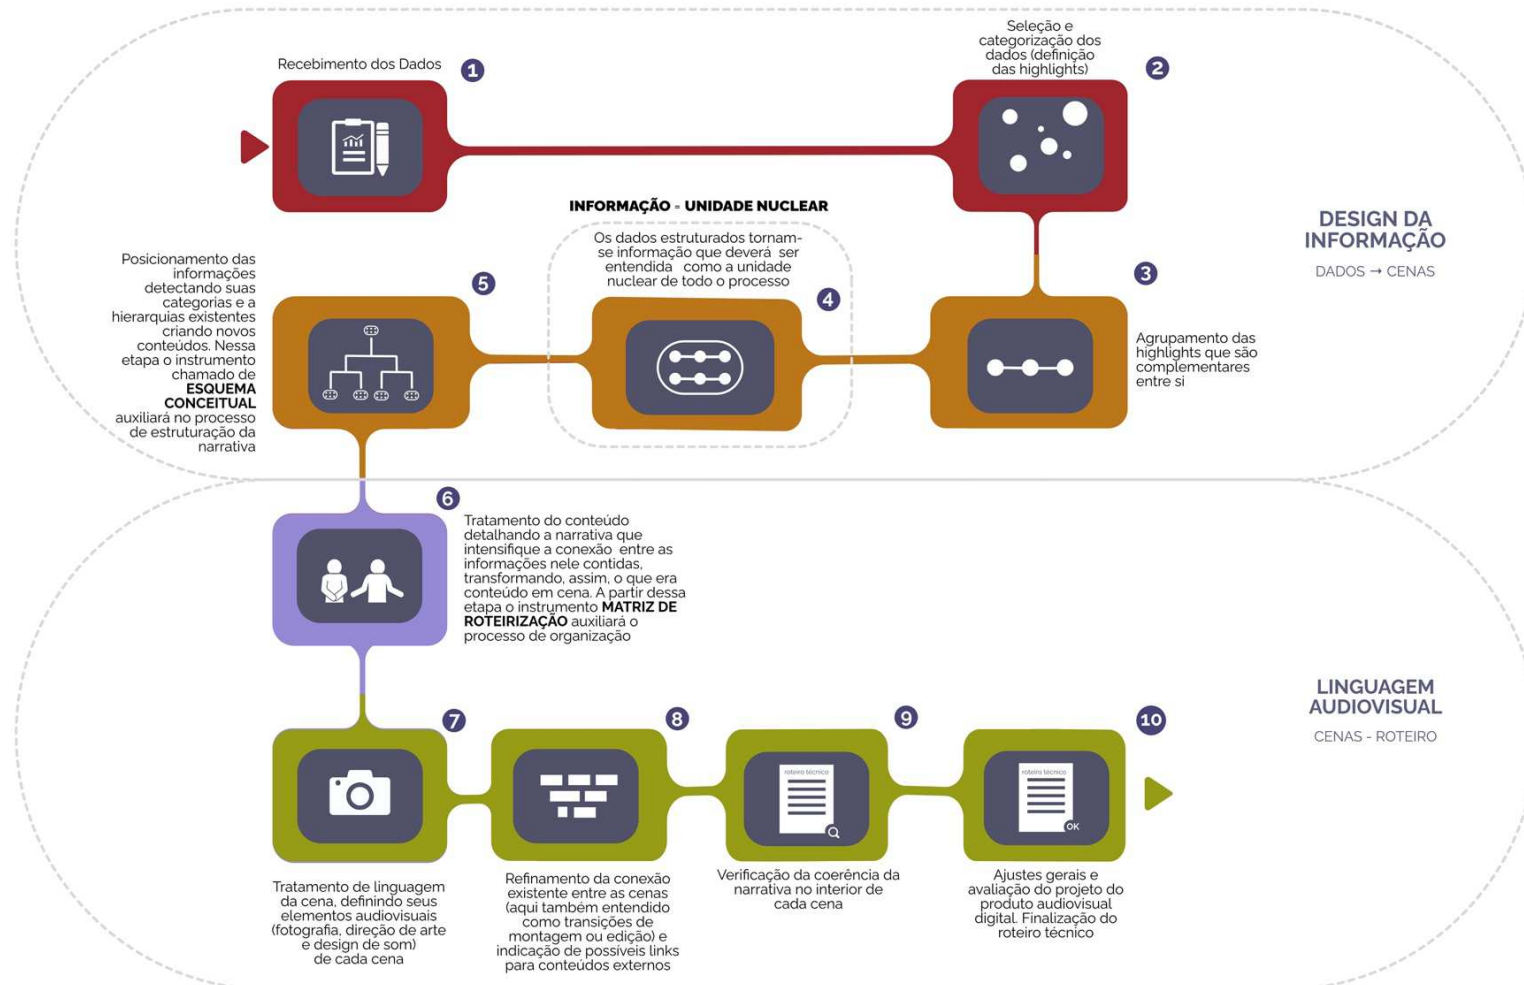 Recebimento dos Dados
1
Seleção e
categorização dos
dados (definição
das highlights)
2
INFORMAÇÃO - UNIDADE NUCLEAR
Os dados estruturados tornam-
se informação que deverá ser
entendida como a unidade
nuclear de todo o processo
DESIGN DA
INFORMAÇÃO
DADOS → CENAS
3
Agrupamento das
highlights que são
complementares
entre si
4
5
Posicionamento das
informações
detectando suas
categorias e a
hierarquias existentes
criando novos
conteúdos. Nessa
etapa o instrumento
chamado de
ESQUEMA
CONCEITUAL
auxiliará no processo
de estruturação da
narrativa
6
Tratamento do conteúdo
detalhando a narrativa que
intensifique a conexão entre as
informações nele contidas,
transformando, assim, o que era
conteúdo em cena. A partir dessa
etapa o instrumento MATRIZ DE
ROTEIRIZAÇÃO auxiliará o
processo de organização
LINGUAGEM
AUDIOVISUAL
CENAS - ROTEIRO
7
Tratamento de linguagem
da cena, definindo seus
elementos audiovisuais
(fotografia, direção de arte
e design de som)
de cada cena
8
Refinamento da conexão
existente entre as cenas
(aqui também entendido
como transições de
montagem ou edição) e
indicação de possíveis links
para conteúdos externos
9
roteiro técnico
Verificação da coerência da
narrativa no interior de
cada cena
10
roteiro técnico
OK
Ajustes gerais e
avaliação do projeto do
produto audiovisual
digital. Finalização do
roteiro técnico